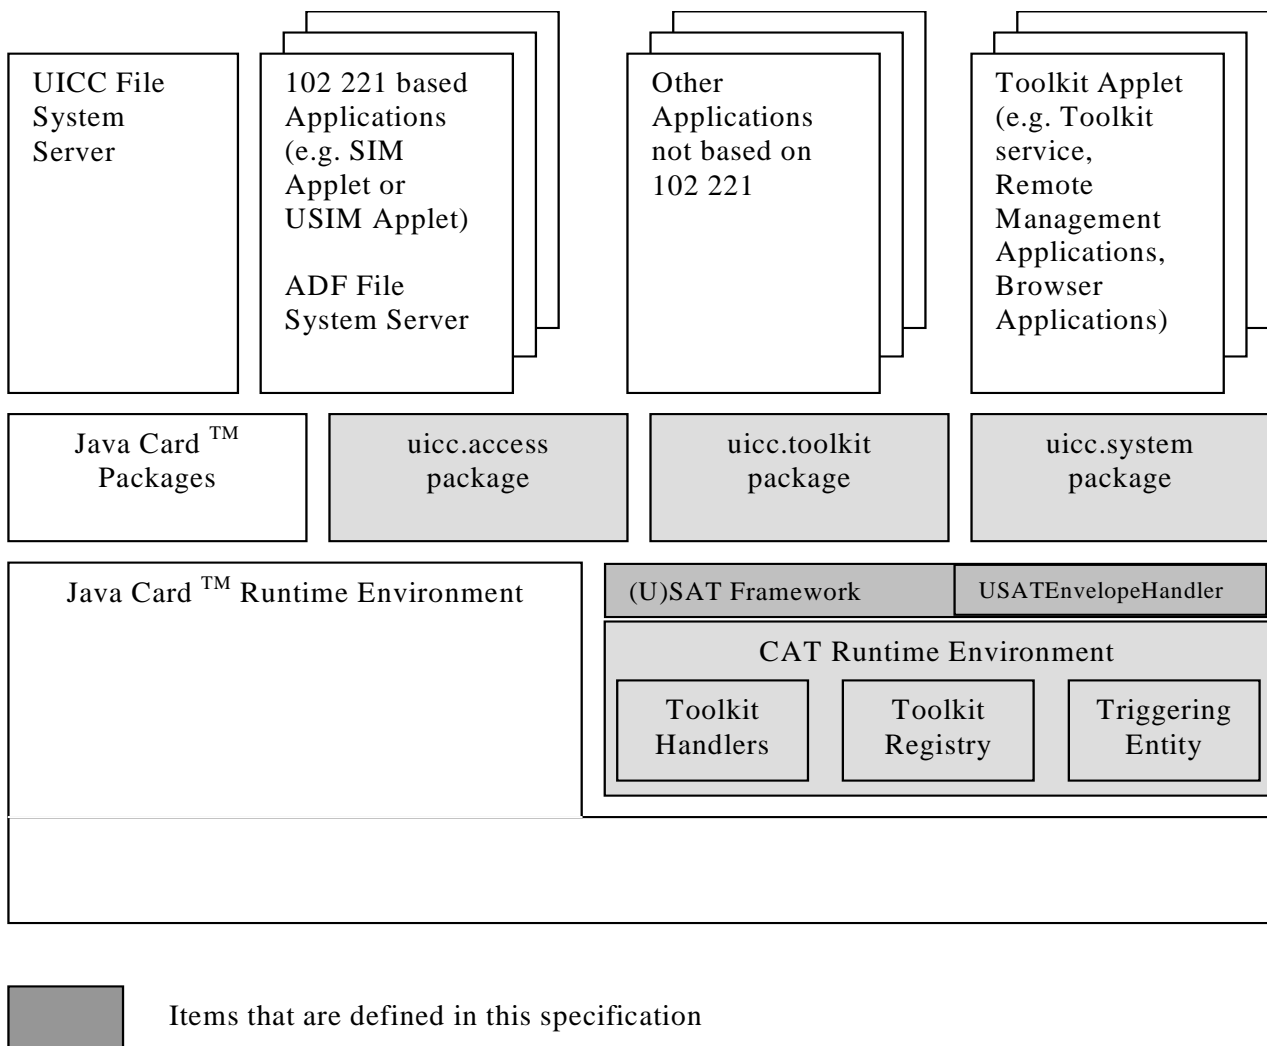 UICC File
System
Server
102 221 based
Applications
(e.g. SIM
Applet or
USIM Applet)
ADF File
System Server
Other
Applications
not based on
102 221
Toolkit Applet
(e.g. Toolkit
service,
Remote
Management
Applications,
Browser
Applications)
Java Card TM
Packages
uicc.access
package
uicc.toolkit
package
uicc.system
package
Java Card TM Runtime Environment
(U)SAT Framework
USATEnvelopeHandler
CAT Runtime Environment
Toolkit
Handlers
Toolkit
Registry
Triggering
Entity
Items that are defined in this specification